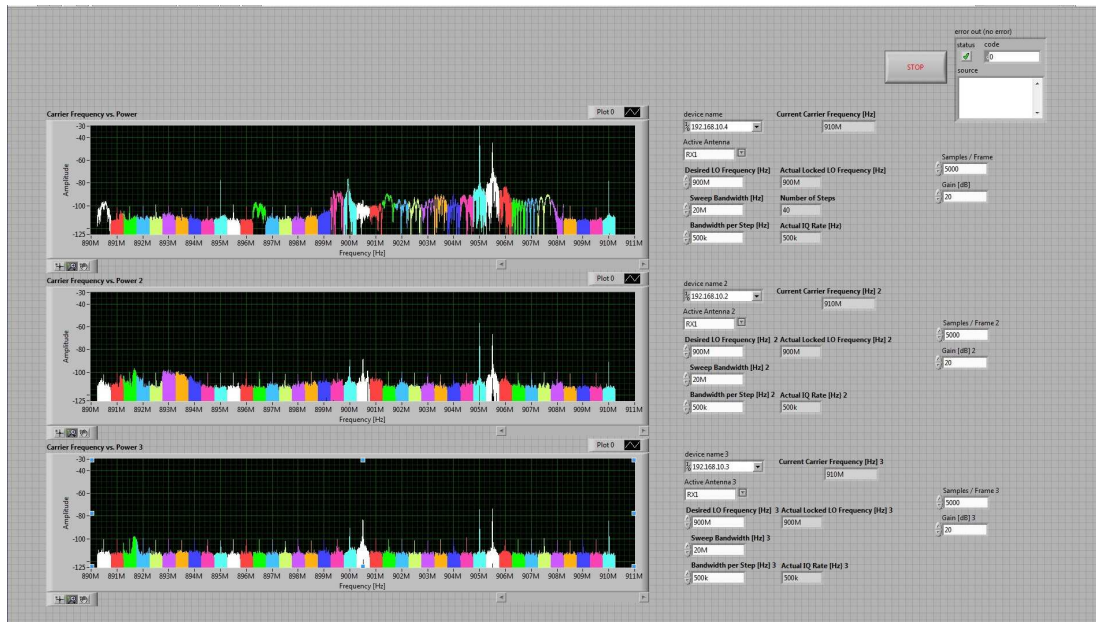 error out (no error)
status code
0
source
STOP
Carrier Frequency vs. Power
Plot 0
Amplitude
-30
-40
-60
-80
-100
-125
890M 891M 892M 893M 894M 895M 896M 897M 898M 899M 900M 901M 902M 903M 904M 905M 906M 907M 908M 909M 910M 911M
Frequency [Hz]
device name
192.168.10.4
Current Carrier Frequency [Hz]
910M
Active Antenna
RX1
Desired LO Frequency [Hz] Actual Locked LO Frequency [Hz]
900M 900M
Sweep Bandwidth [Hz] Number of Steps
20M 40
Bandwidth per Step [Hz] Actual IQ Rate [Hz]
500k 500k
Samples / Frame
5000
Gain [dB]
20
Carrier Frequency vs. Power 2
Plot 0
Amplitude
-30
-40
-60
-80
-100
-125
890M 891M 892M 893M 894M 895M 896M 897M 898M 899M 900M 901M 902M 903M 904M 905M 906M 907M 908M 909M 910M 911M
Frequency [Hz]
device name 2
192.168.10.2
Current Carrier Frequency [Hz] 2
910M
Active Antenna 2
RX1
Desired LO Frequency [Hz] 2 Actual Locked LO Frequency [Hz] 2
900M 900M
Sweep Bandwidth [Hz] 2
20M
Bandwidth per Step [Hz] 2 Actual IQ Rate [Hz] 2
500k 500k
Samples / Frame 2
5000
Gain [dB] 2
20
Carrier Frequency vs. Power 3
Plot 0
Amplitude
-30
-40
-60
-80
-100
-125
890M 891M 892M 893M 894M 895M 896M 897M 898M 899M 900M 901M 902M 903M 904M 905M 906M 907M 908M 909M 910M 911M
Frequency [Hz]
device name 3
192.168.10.3
Current Carrier Frequency [Hz] 3
910M
Active Antenna 3
RX1
Desired LO Frequency [Hz] 3 Actual Locked LO Frequency [Hz] 3
900M 900M
Sweep Bandwidth [Hz] 3
20M
Bandwidth per Step [Hz] 3 Actual IQ Rate [Hz] 3
500k 500k
Samples / Frame 3
5000
Gain [dB] 3
20